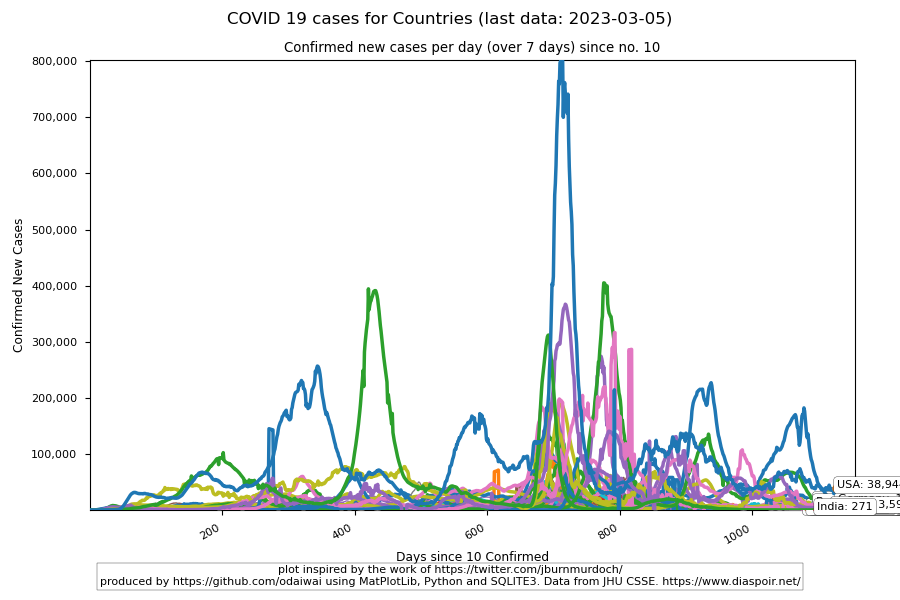 COVID 19 cases for Countries (last data: 2023-03-05)
Confirmed new cases per day (over 7 days) since no. 10
800,000
700,000
600,000
500,000
400,000
300,000
200,000
100,000
Confirmed New Cases
200
400
600
800
1000
USA: 38,94
India: 271
3,59
Days since 10 Confirmed
plot inspired by the work of https://twitter.com/jburnmurdoch/
produced by https://github.com/odaiwai using MatPlotLib, Python and SQLITE3. Data from JHU CSSE. https://www.diaspoir.net/